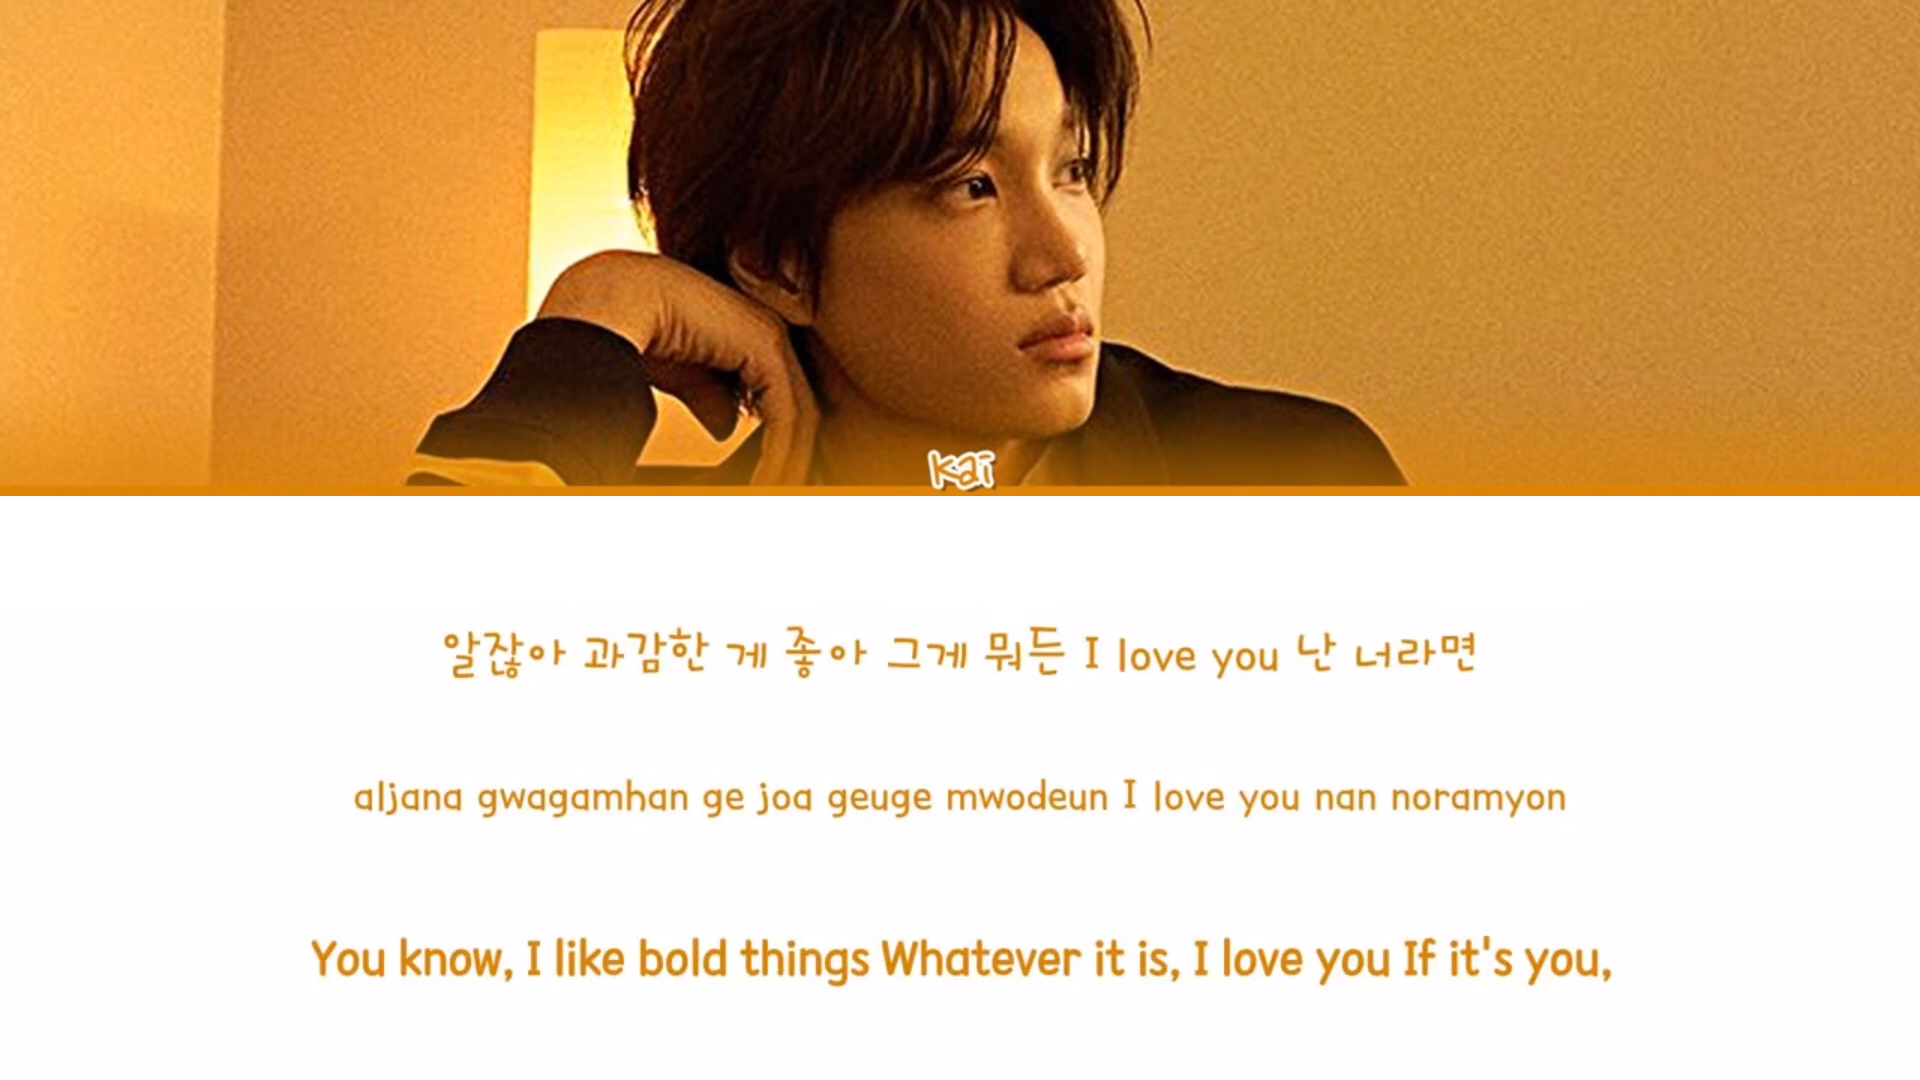 kai
알잖아 과감한 게 좋아 그게 뭐든 I love you 난 너라면
aljana gwagamhan ge joa geuge mwodeun I love you nan noramyon
You know, I like bold things Whatever it is, I love you If it's you,